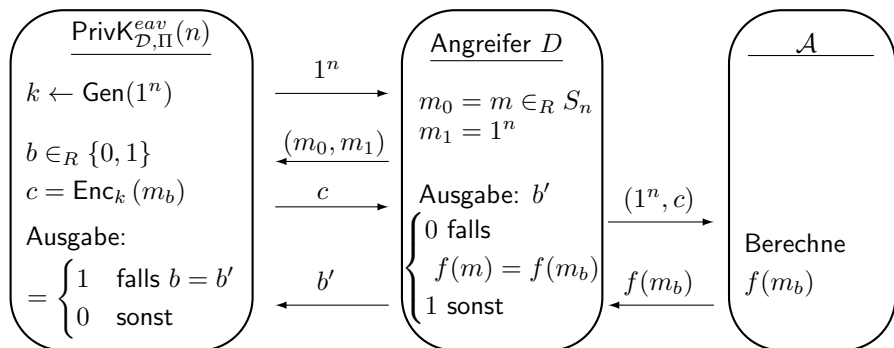 PrivK^{eav}_{𝒟,Π}(n)
k ← Gen(1^n)
b ∈_R {0, 1}
c = Enc_k (m_b)
Ausgabe:
= { 1 falls b = b′
0 sonst
1^n
(m_0, m_1)
c
b′
Angreifer D
m_0 = m ∈_R S_n
m_1 = 1^n
Ausgabe: b′
{ 0 falls
f(m) = f(m_b)
1 sonst
(1^n, c)
f(m_b)
𝒜
Berechne
f(m_b)